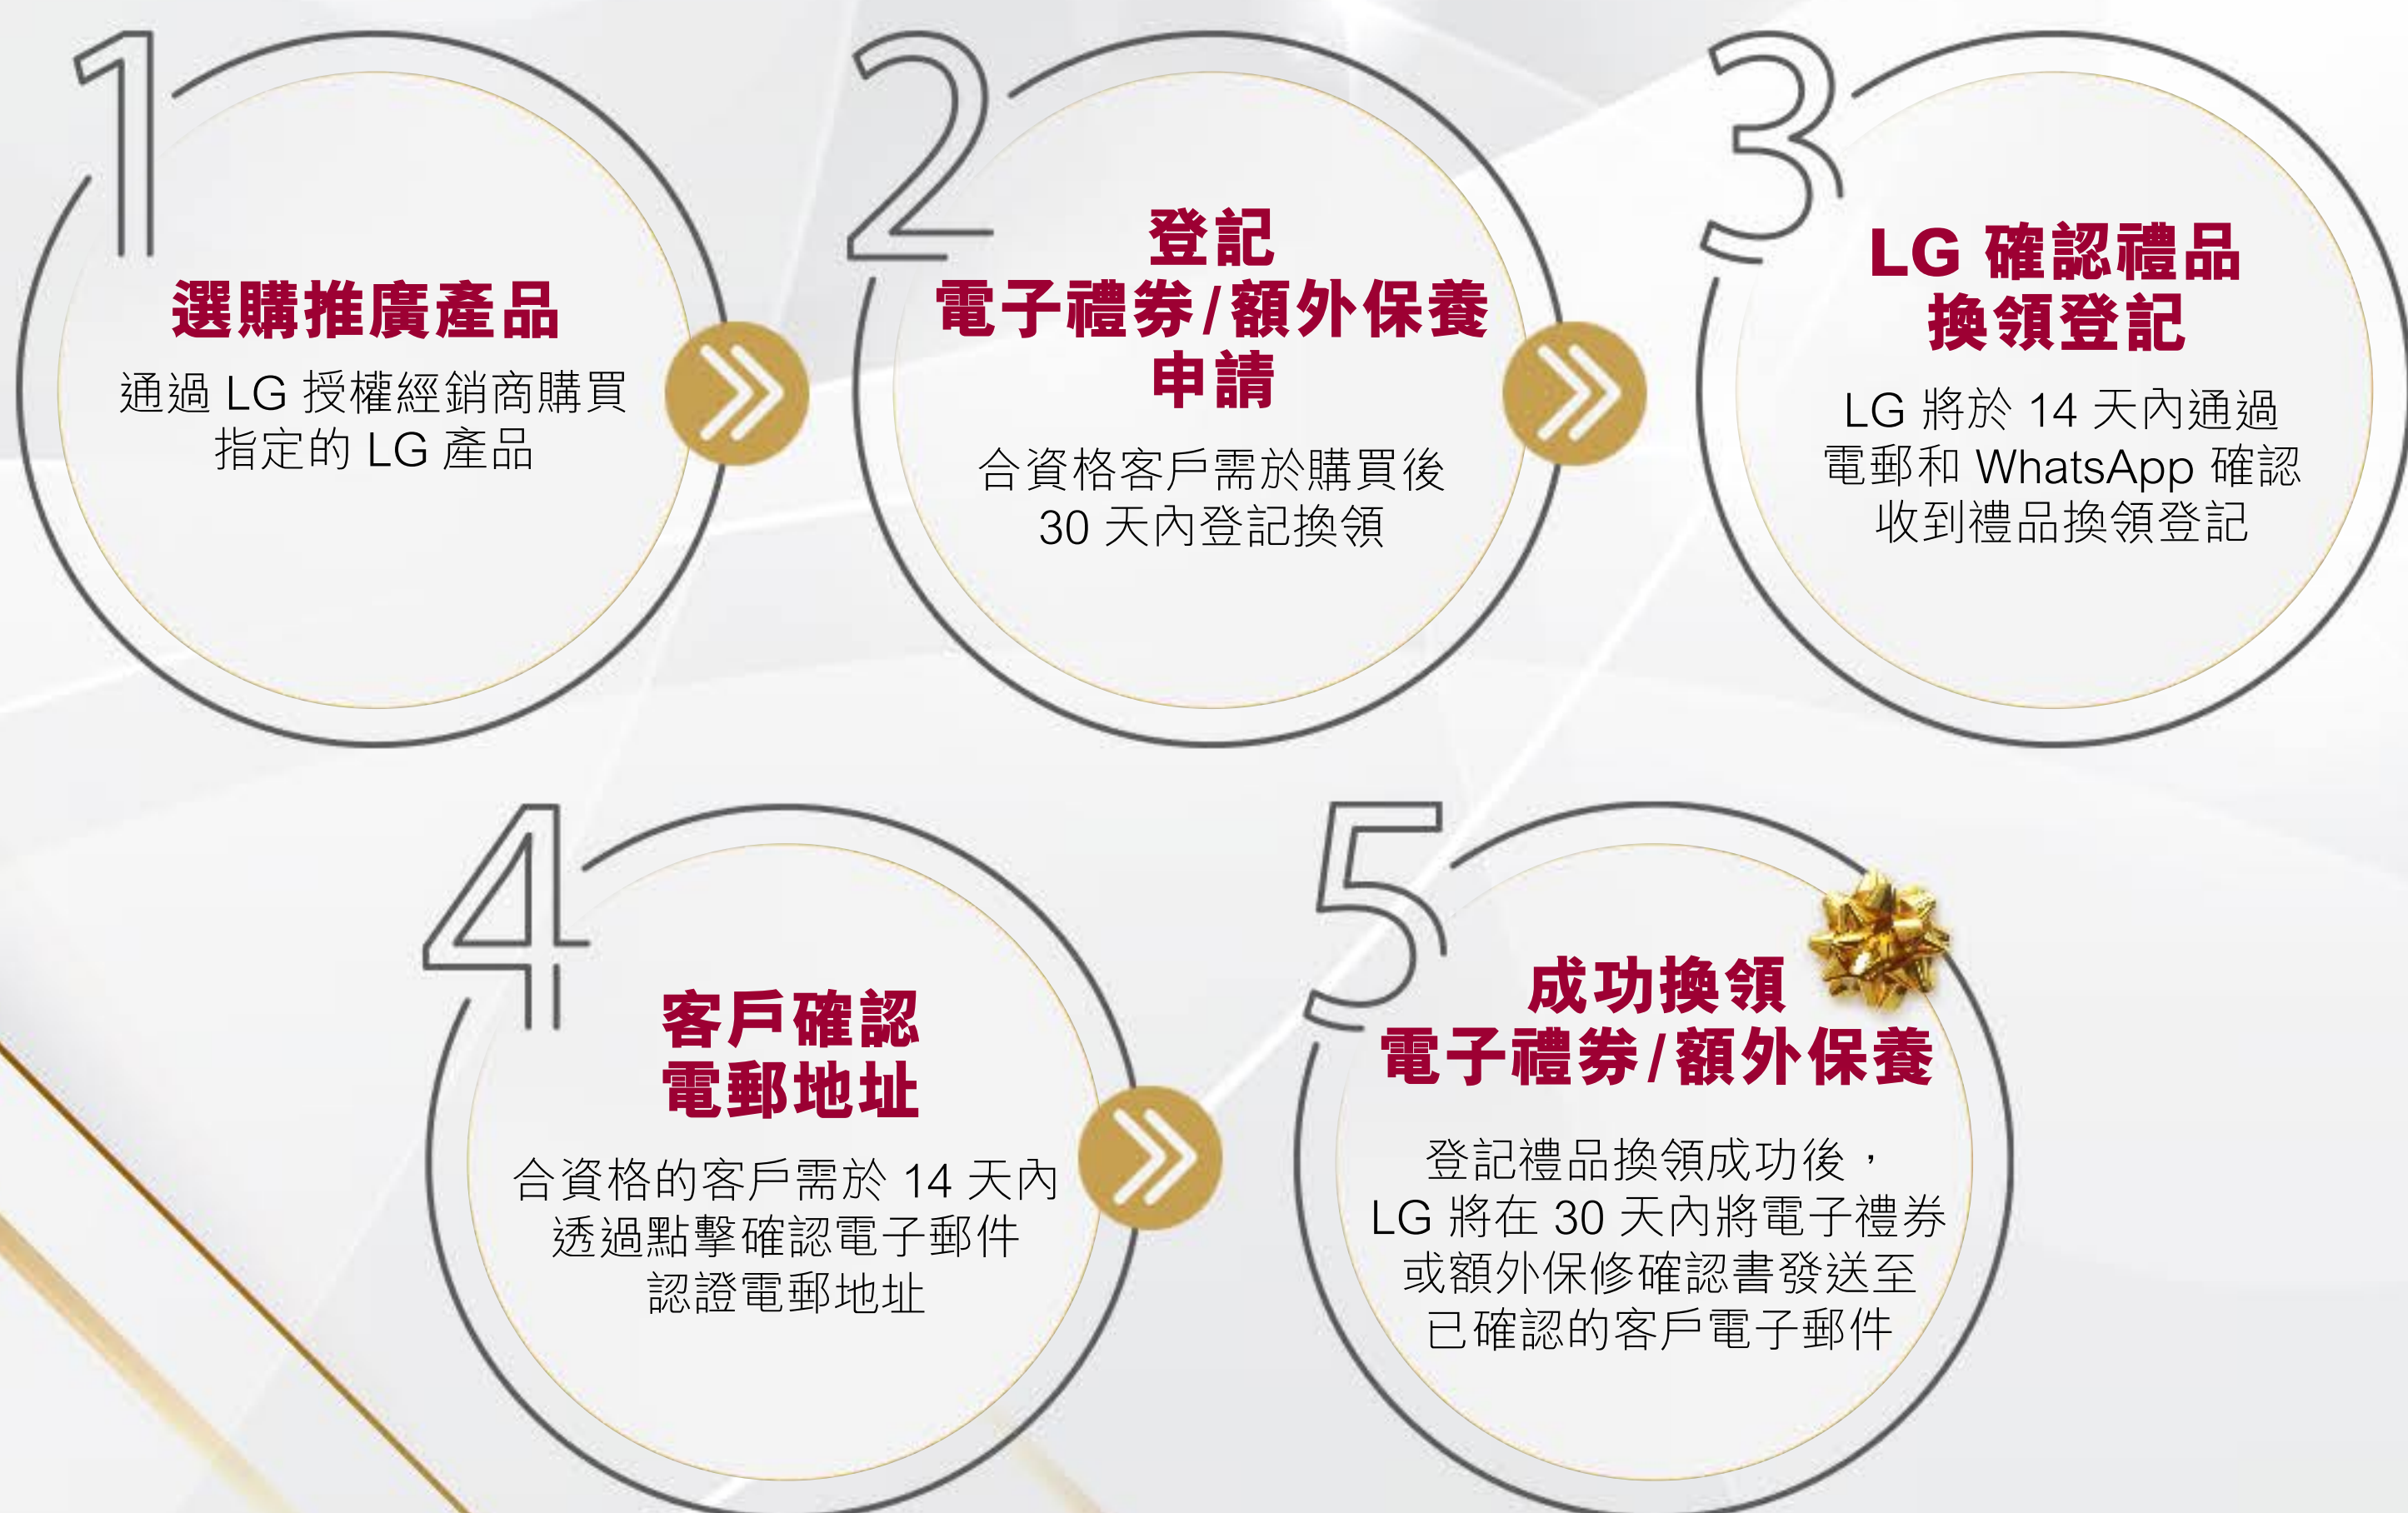 1
選購推廣產品
通過 LG 授權經銷商購買
指定的 LG 產品
2
登記
電子禮券/額外保養
申請
合資格客戶需於購買後
30 天內登記換領
3
LG 確認禮品
換領登記
LG 將於 14 天內通過
電郵和 WhatsApp 確認
收到禮品換領登記
4
客戶確認
電郵地址
合資格的客戶需於 14 天內
透過點擊確認電子郵件
認證電郵地址
5
成功換領
電子禮券/額外保養
登記禮品換領成功後，
LG 將在 30 天內將電子禮券
或額外保修確認書發送至
已確認的客戶電子郵件